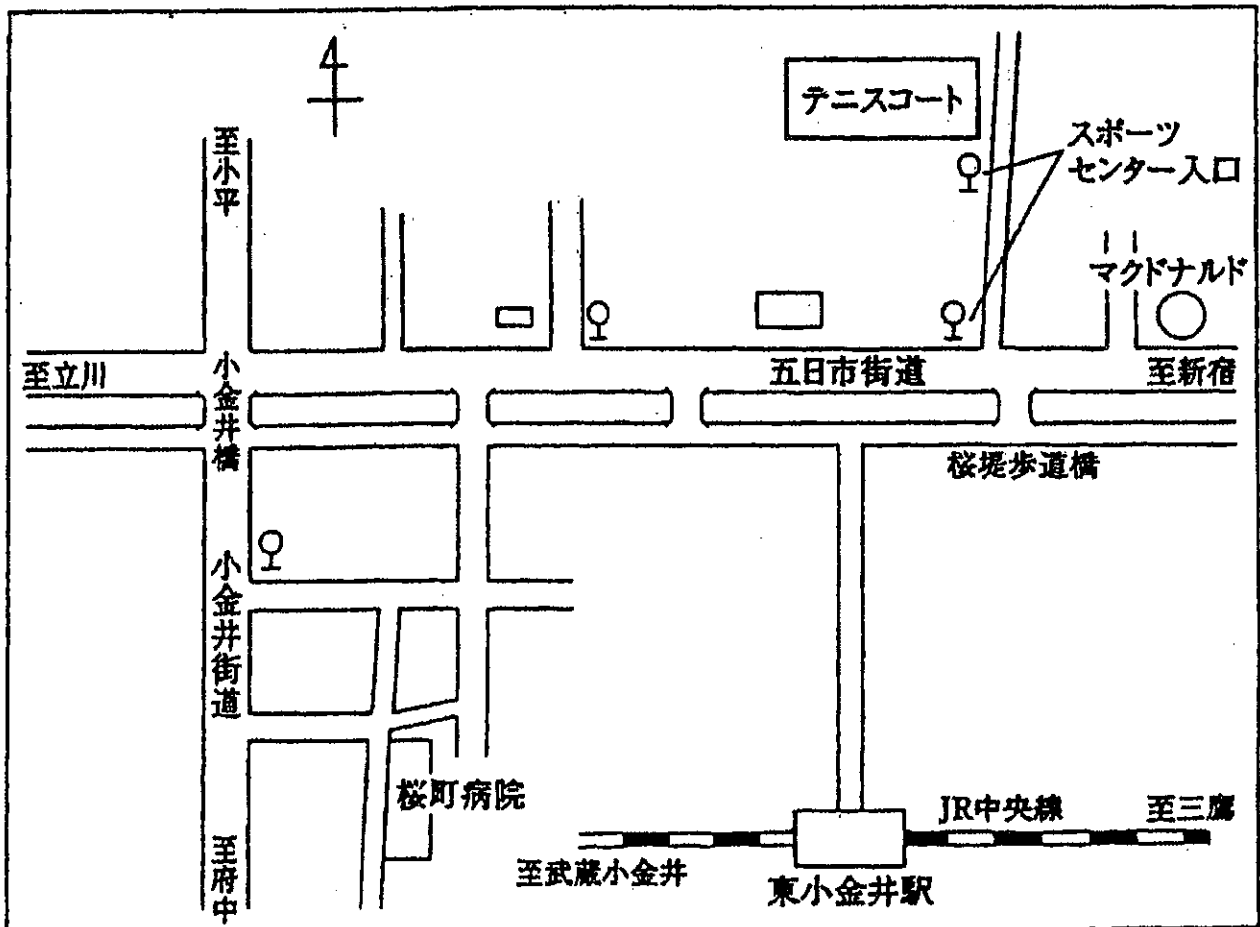 テニスコート
スポーツ
センター入口
至小平
マクドナルド
至立川
小金井橋
五日市街道
至新宿
桜堤歩道橋
小金井街道
桜町病院
JR中央線
至三鷹
至府中
至武蔵小金井
東小金井駅